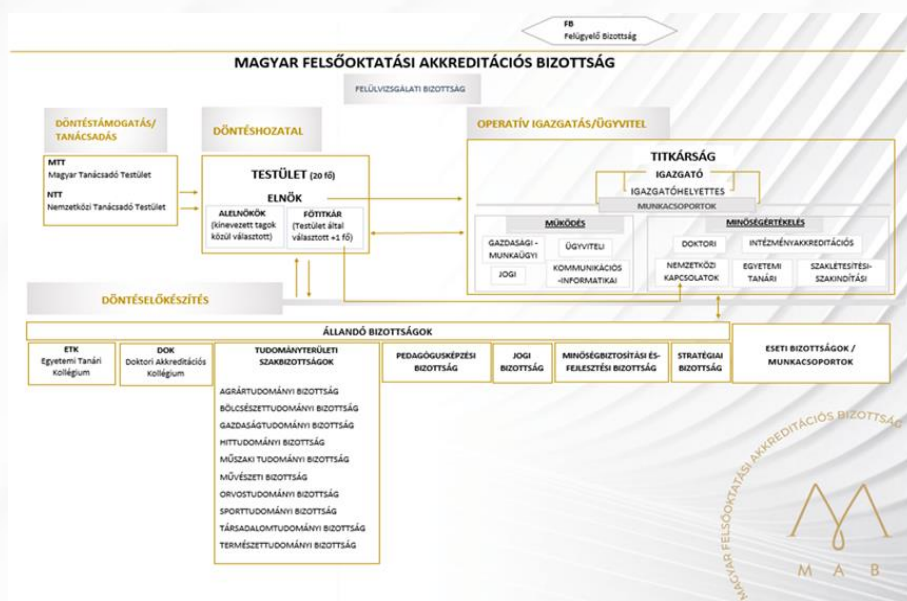 FB
Felügyelő Bizottság
MAGYAR FELSŐOKTATÁSI AKKREDITÁCIÓS BIZOTTSÁG
FELÜLVIZSGÁLATI BIZOTTSÁG
DÖNTÉSTÁMOGATÁS/
TANÁCSADÁS
MTT
Magyar Tanácsadó Testület
NTT
Nemzetközi Tanácsadó Testület
DÖNTÉSHOZATAL
TESTÜLET (20 fő)
ELNÖK
ALELNÖKÖK
(kinevezett tagok
közül választott)
FŐTITKÁR
(Testület által
választott +1 fő)
OPERATÍV IGAZGATÁS/ÜGYVITEL
TITKÁRSÁG
IGAZGATÓ
IGAZGATÓHELYETTES
MUNKACSOPORTOK
MŰKÖDÉS
GAZDASÁGI -
MUNKAÜGYI
ÜGYVITELI
JOGI
KOMMUNIKÁCIÓS
-INFORMATIKAI
MINŐSÉGÉRTÉKELÉS
DOKTORI
INTÉZMÉNYAKKREDITÁCIÓS
NEMZETKÖZI
KAPCSOLATOK
EGYETEMI
TANÁRI
SZAKLÉTESÍTÉSI-
SZAKINDÍTÁSI
DÖNTÉSELŐKÉSZÍTÉS
ÁLLANDÓ BIZOTTSÁGOK
ETK
Egyetemi Tanári
Kollégium
DOK
Doktori Akkreditációs
Kollégium
TUDOMÁNYTERÜLETI
SZAKBIZOTTSÁGOK
AGRÁRTUDOMÁNYI BIZOTTSÁG
BÖLCSÉSZETTUDOMÁNYI BIZOTTSÁG
GAZDASÁGTUDOMÁNYI BIZOTTSÁG
HITTUDOMÁNYI BIZOTTSÁG
MŰSZAKI TUDOMÁNYI BIZOTTSÁG
MŰVÉSZETI BIZOTTSÁG
ORVOSTUDOMÁNYI BIZOTTSÁG
SPORTTUDOMÁNYI BIZOTTSÁG
TÁRSADALOMTUDOMÁNYI BIZOTTSÁG
TERMÉSZETTUDOMÁNYI BIZOTTSÁG
PEDAGÓGUSKÉPZÉSI
BIZOTTSÁG
JOGI
BIZOTTSÁG
MINŐSÉGBIZTOSÍTÁSI ÉS-
FEJLESZTÉSI BIZOTTSÁG
STRATÉGIAI
BIZOTTSÁG
ESETI BIZOTTSÁGOK /
MUNKACSOPORTOK
MAGYAR FELSŐOKTATÁSI AKKREDITÁCIÓS BIZOTTSÁG
M A B